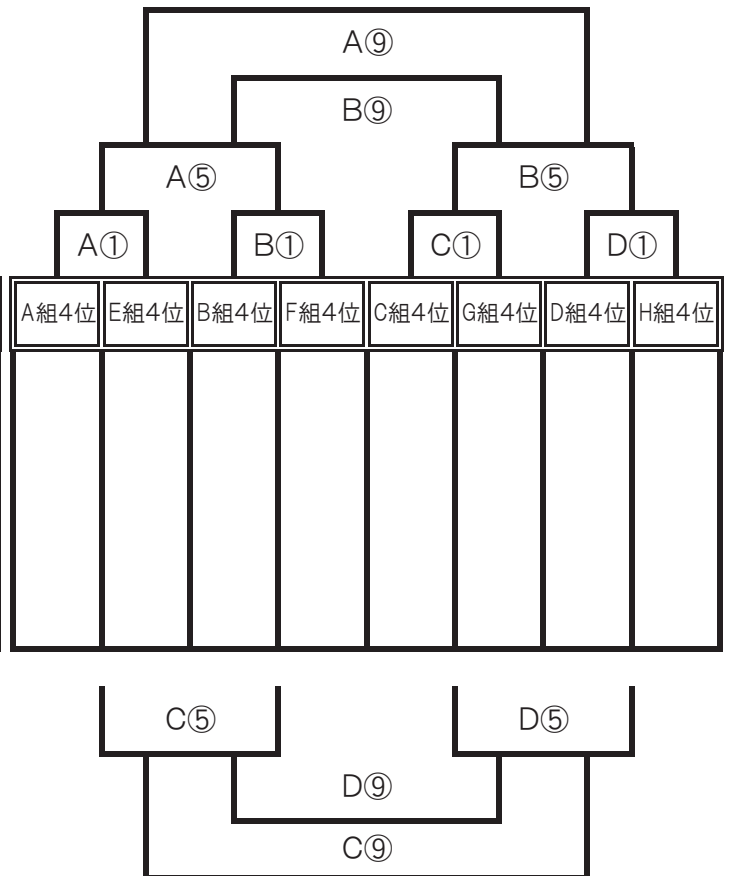 A⑨
B⑨
A⑤ B⑤
A① B① C① D①
A組4位 E組4位 B組4位 F組4位 C組4位 G組4位 D組4位 H組4位
C⑤ D⑤
D⑨
C⑨